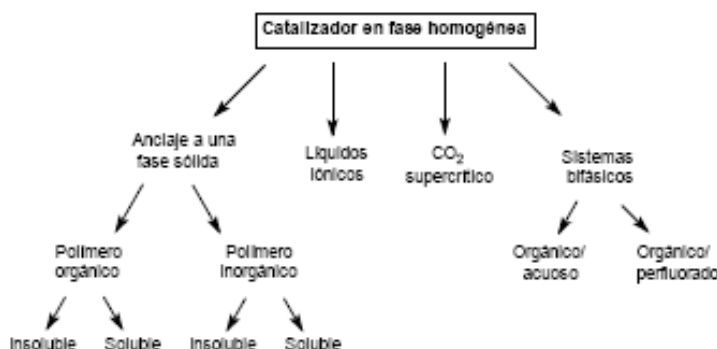 Catalizador en fase homogénea
Anclaje a una
fase sólida
Líquidos
iónicos
CO₂
supercrítico
Sistemas
bifásicos
Polímero
orgánico
Polímero
Inorgánico
Orgánico/
acuoso
Orgánico/
perfluorado
Insoluble
Soluble
Insoluble
Soluble